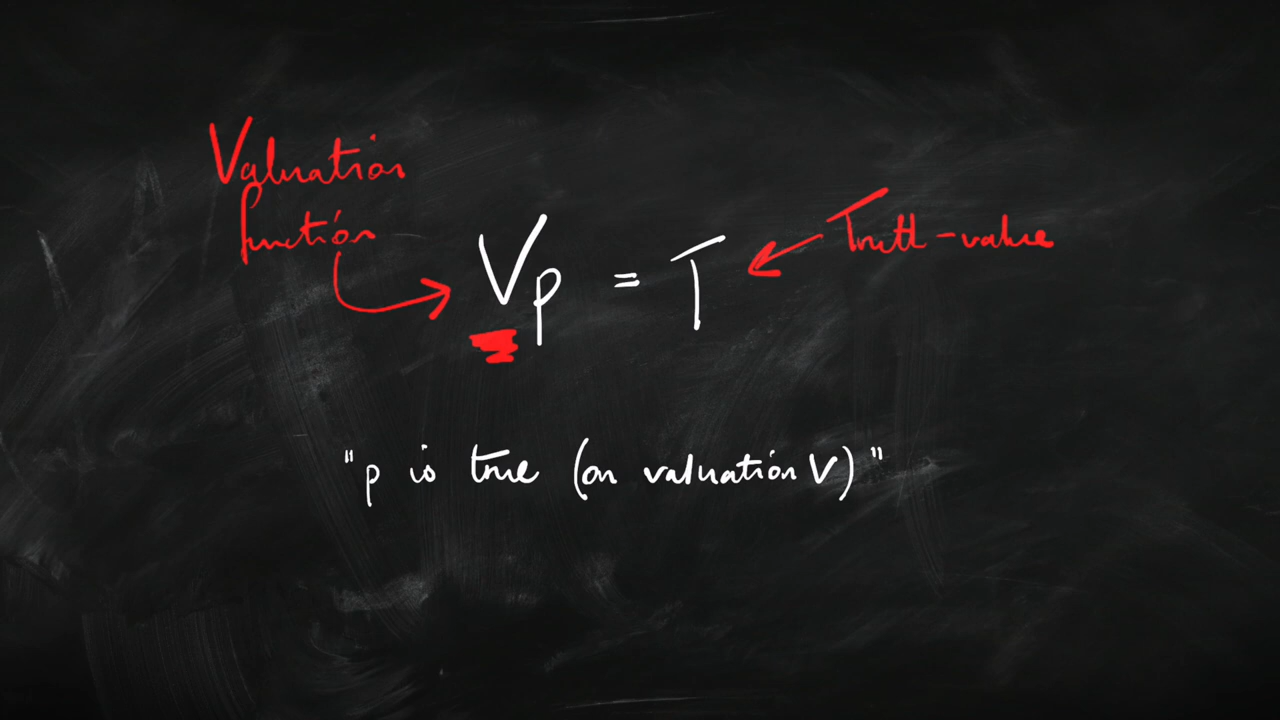 Valuation
function
Vp = T
Truth-value
"p is true (on valuation V)"